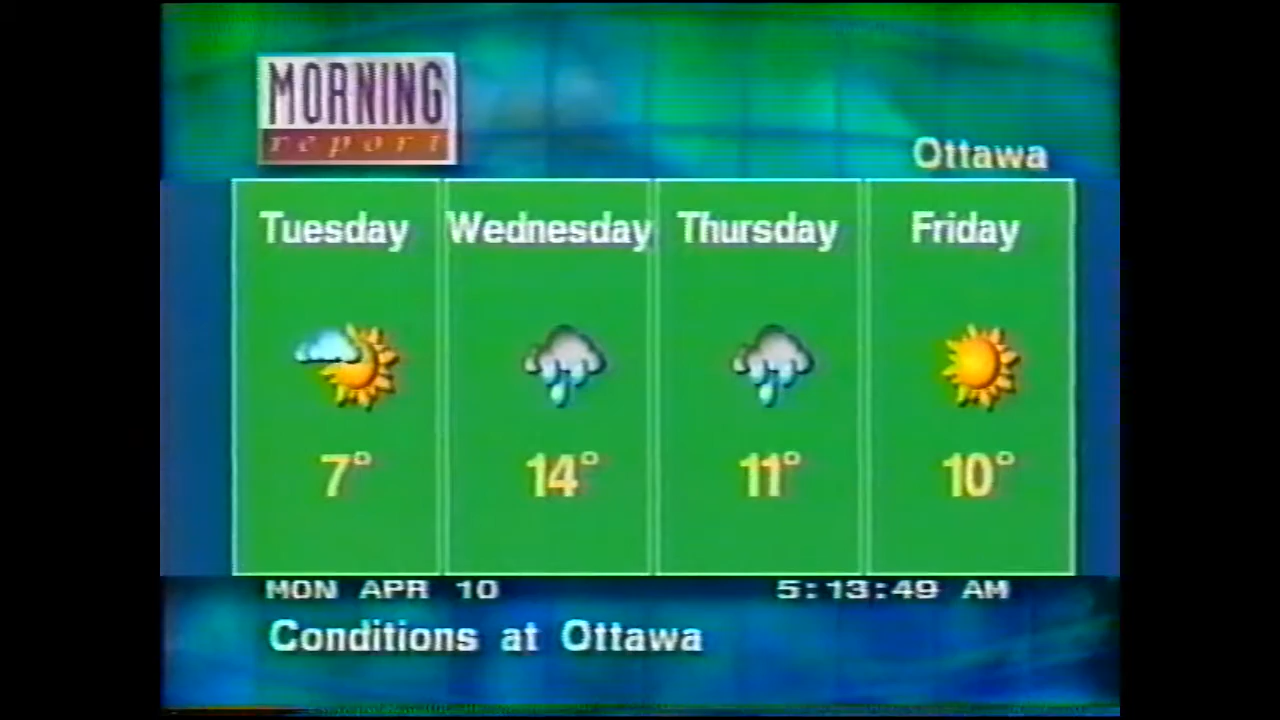 MORNING
report
Ottawa
Tuesday Wednesday Thursday Friday
7° 14° 11° 10°
MON APR 10 5:13:49 AM
Conditions at Ottawa